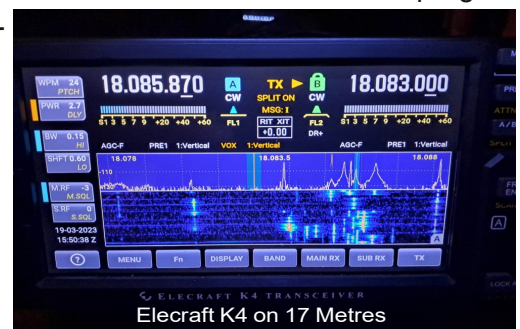 WPM 24
PTCH
PWR 2.7
DLY
BW 0.15
HI
SHFT 0.60
LO
M.RF -3
M.SQL
S.RF 0
S.SQL
19-03-2023
15:50:38 Z
18.085.870
A
TX
B
18.083.000
CW
SPLIT ON
CW
MSG: I
S1 3 5 7 9 +20 +40 +60
FL1
RIT XIT
+0.00
FL2
DR+
S1 3 5 7 9 +20 +40 +60
AGC-F PRE1 1:Vertical VOX 1:Vertical AGC-F PRE1 1:Vertical
18.078 18.083.5 18.088
-110
A
? MENU Fn DISPLAY BAND MAIN RX SUB RX TX
ELECRAFT K4 TRANSCEIVER
Elecraft K4 on 17 Metres
A/B
A